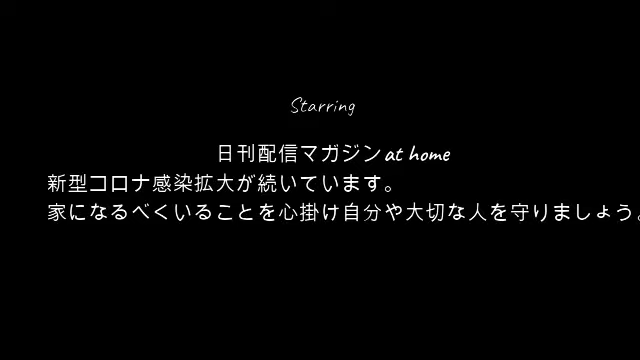 Starring
日刊配信マガジンat home
新型コロナ感染拡大が続いています。
家になるべくいることを心掛け自分や大切な人を守りましょう。